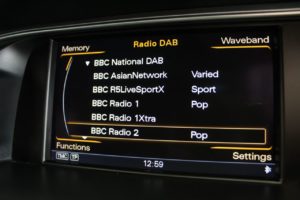 Radio DAB
Memory
Waveband
BBC National DAB
BBC AsianNetwork Varied
BBC R5LiveSportX Sport
BBC Radio 1 Pop
BBC Radio 1Xtra
BBC Radio 2 Pop
Functions
Settings
TMC TP
12:59